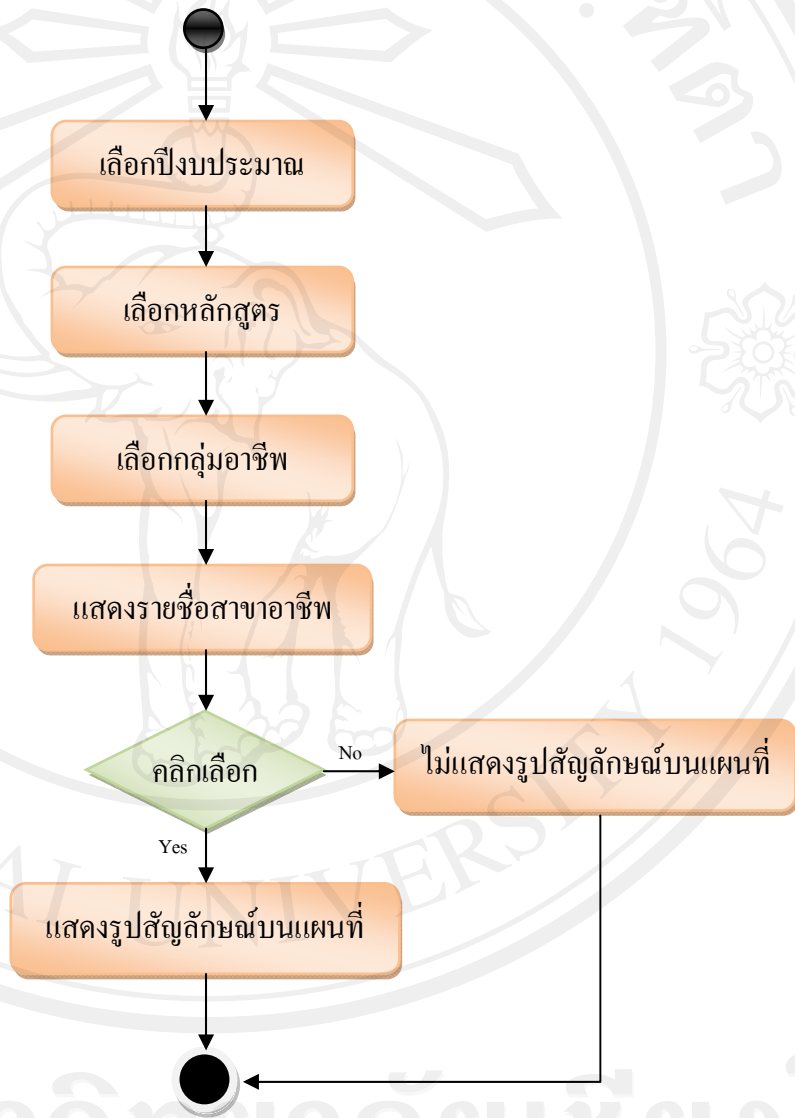 เลือกปีงบประมาณ
เลือกหลักสูตร
เลือกกลุ่มอาชีพ
แสดงรายชื่อสาขาอาชีพ
คลิกเลือก
No
ไม่แสดงรูปสัญลักษณ์บนแผนที่
Yes
แสดงรูปสัญลักษณ์บนแผนที่
AL UNIVERSITY 1964